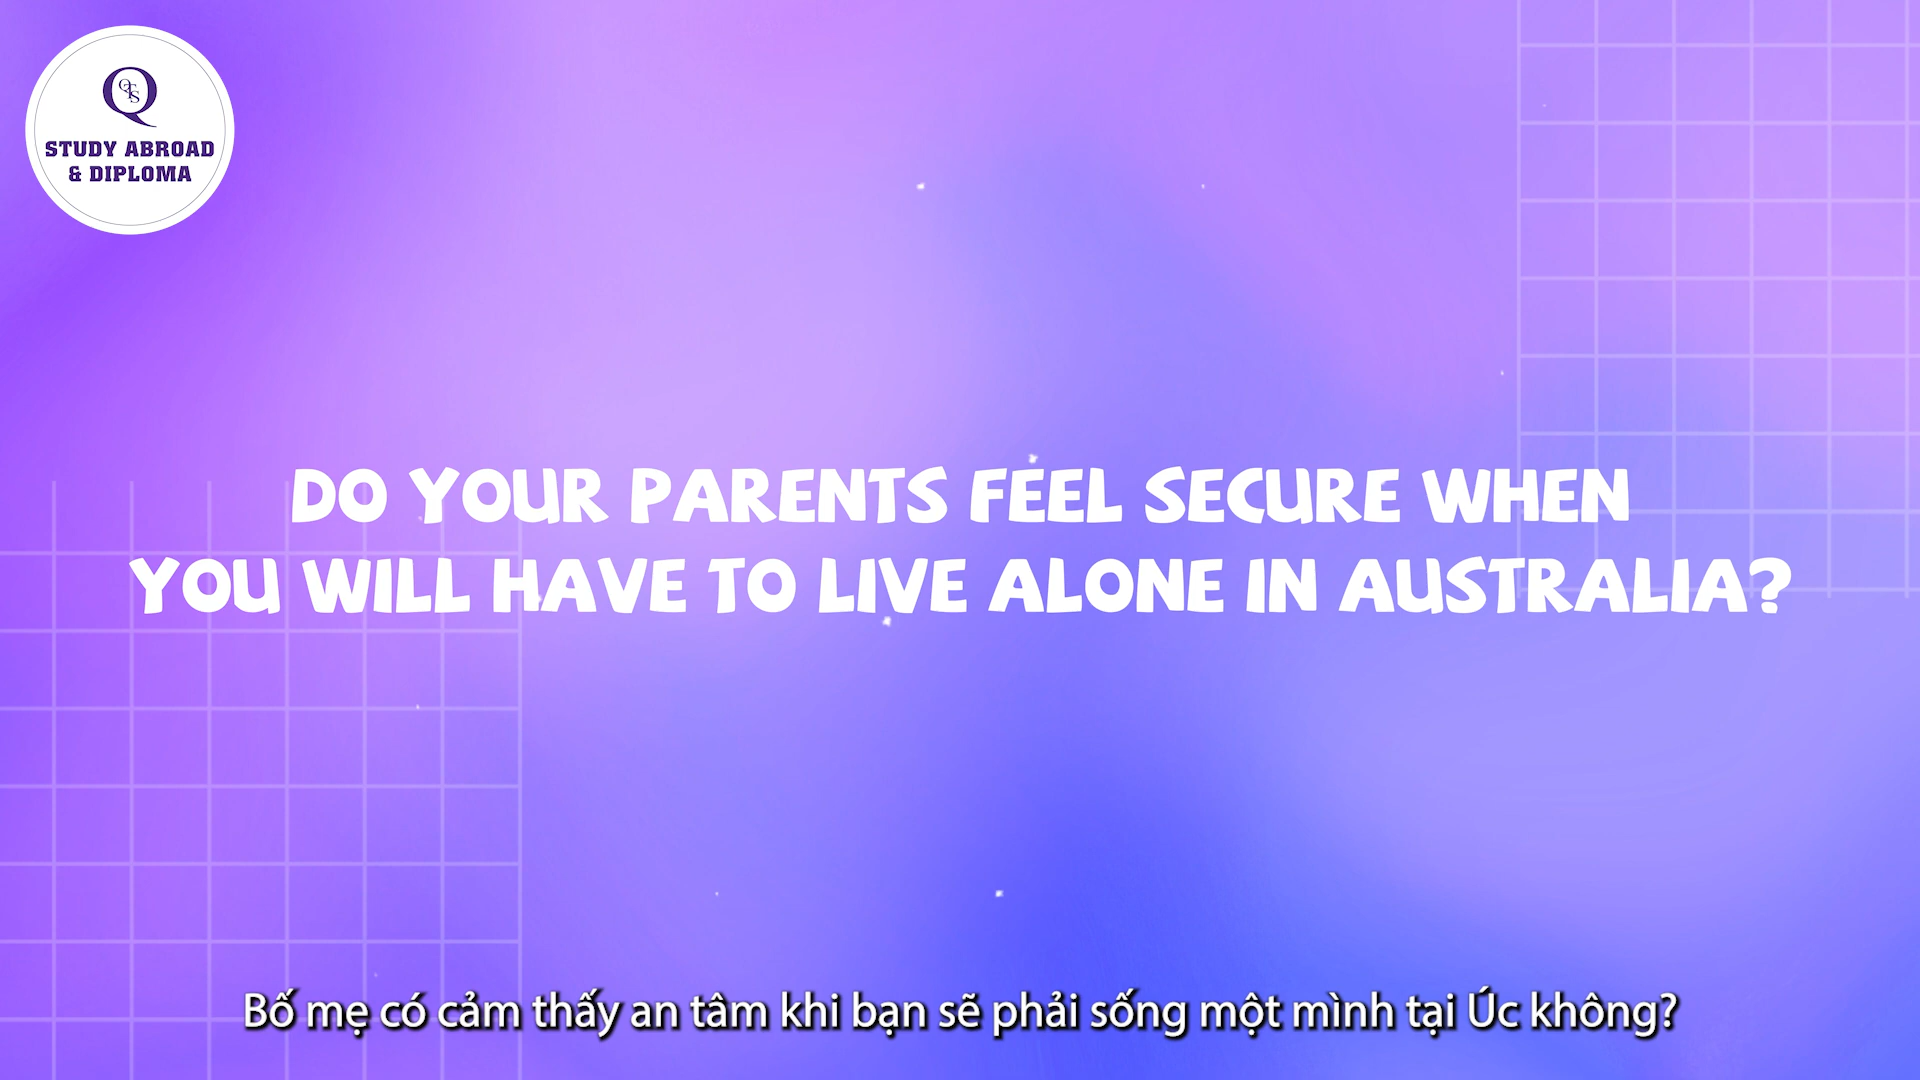 QTS
STUDY ABROAD
& DIPLOMA
DO YOUR PARENTS FEEL SECURE WHEN
YOU WILL HAVE TO LIVE ALONE IN AUSTRALIA?
Bố mẹ có cảm thấy an tâm khi bạn sẽ phải sống một mình tại Úc không?